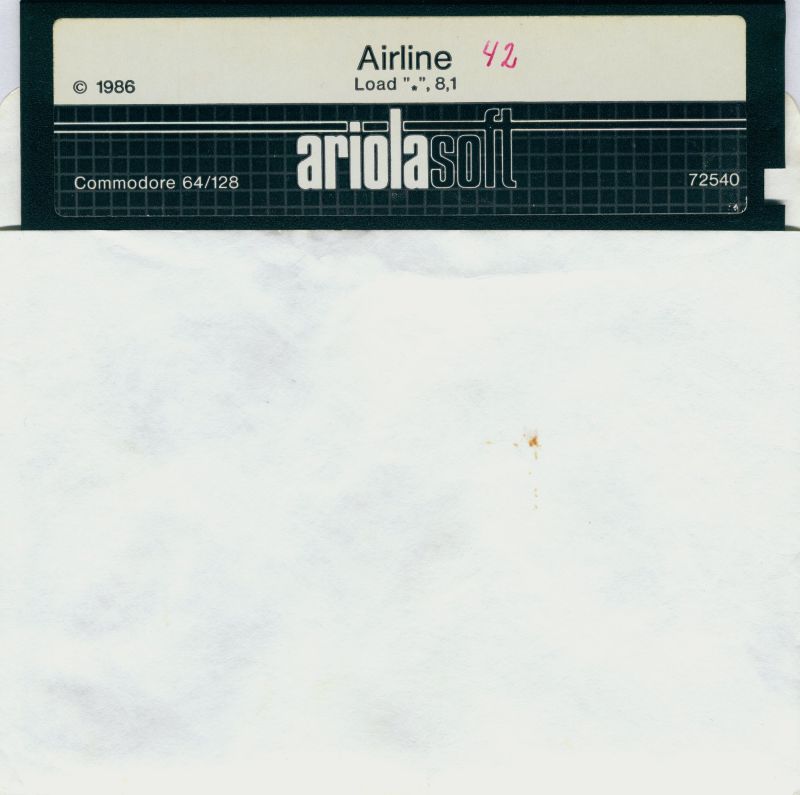 Airline 42
© 1986 Load "*", 8,1
ariolasoft
Commodore 64/128 72540